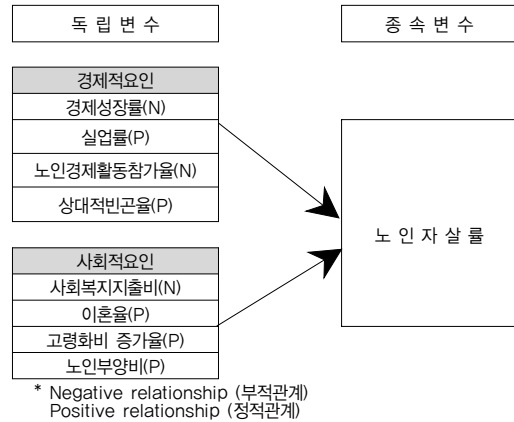 독 립 변 수
종 속 변 수
경제적요인
경제성장률(N)
실업률(P)
노인경제활동참가율(N)
상대적빈곤율(P)
노 인 자 살 률
사회적요인
사회복지지출비(N)
이혼율(P)
고령화비 증가율(P)
노인부양비(P)
* Negative relationship (부적관계)
Positive relationship (정적관계)